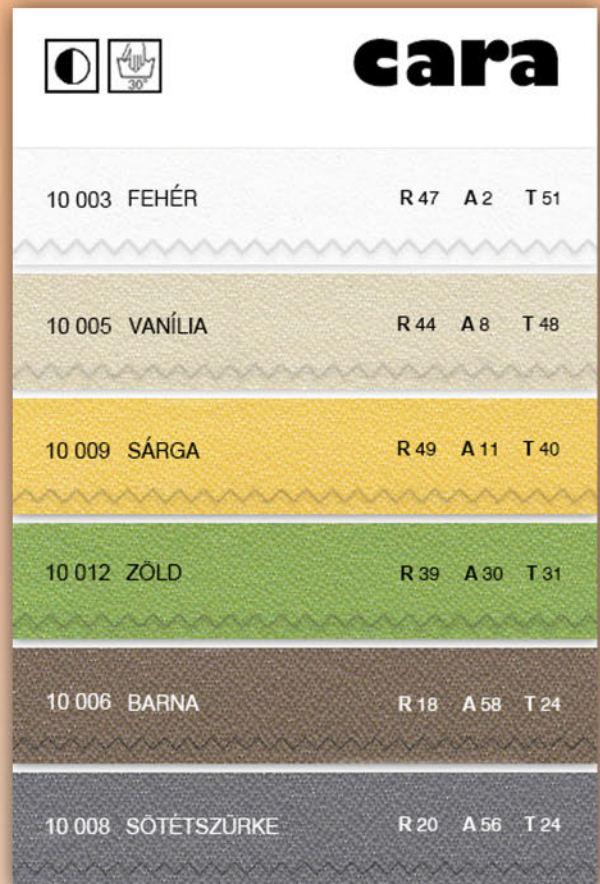 30°
cara
10 003 FEHÉR R 47 A 2 T 51
10 005 VANÍLIA R 44 A 8 T 48
10 009 SÁRGA R 49 A 11 T 40
10 012 ZÖLD R 39 A 30 T 31
10 006 BARNA R 18 A 58 T 24
10 008 SÖTÉTSZÜRKE R 20 A 56 T 24